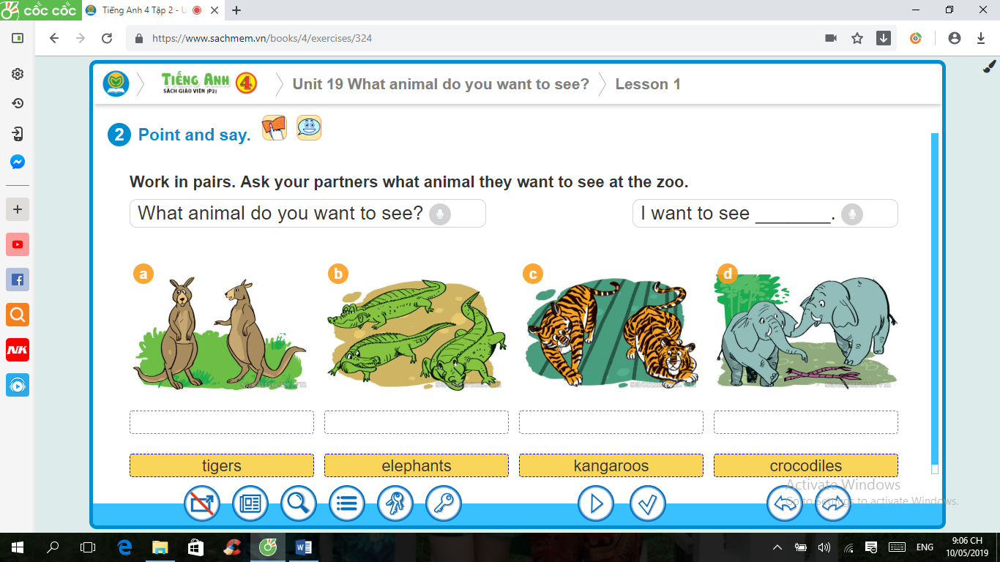 cốc cốc
Tiếng Anh 4 Tập 2 - U
https://www.sachmem.vn/books/4/exercises/324
TIẾNG ANH 4
SÁCH GIÁO VIÊN (P2)
Unit 19 What animal do you want to see?
Lesson 1
2 Point and say.
Work in pairs. Ask your partners what animal they want to see at the zoo.
What animal do you want to see?
I want to see ________.
a
b
c
d
tigers
elephants
kangaroos
crocodiles
Activate Windows
Go to Settings to activate Windows.
NK
ENG
9:06 CH
10/05/2019